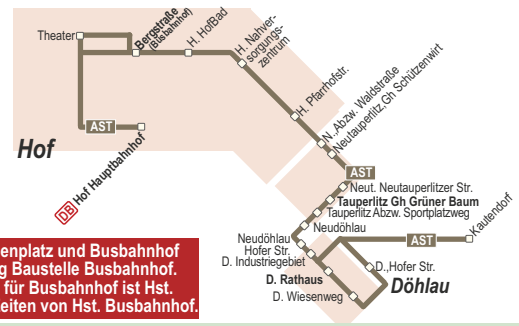 Theater
Bergstraße
(Busbahnhof)
H. HofBad
H. Nahver-
sorgungs-
zentrum
H. Pfarrhofstr.
N.,Abzw. Waldstraße
Neutauperlitz.Gh Schützenwirt
AST
Hof
DB Hof Hauptbahnhof
AST
Neut. Neutauperlitzer Str.
Tauperlitz Gh Grüner Baum
Tauperlitz Abzw. Sportplatzweg
Neudöhlau
Neudöhlau
Hofer Str.
D. Industriegebiet
AST
Kautendorf
D.,Hofer Str.
D. Rathaus
Döhlau
D. Wiesenweg
enplatz und Busbahnhof
g Baustelle Busbahnhof.
für Busbahnhof ist Hst.
eiten von Hst. Busbahnhof.